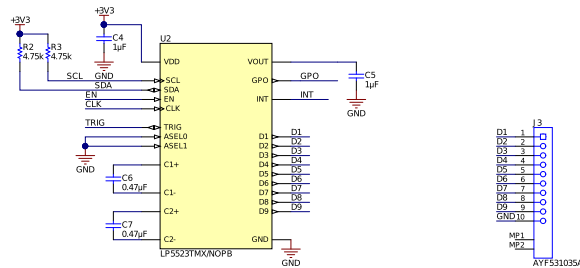 +3V3
+3V3
R2
4.75k
R3
4.75k
C4
1µF
GND
SCL
SDA
EN
CLK
TRIG
GND
C6
0.47µF
C7
0.47µF
U2
VDD
SCL
SDA
EN
CLK
TRIG
ASEL0
ASEL1
C1+
C1-
C2+
C2-
VOUT
GPO
INT
D1
D2
D3
D4
D5
D6
D7
D8
D9
GND
LP5523TMX/NOPB
GPO
INT
C5
1µF
GND
D1
D2
D3
D4
D5
D6
D7
D8
D9
GND
J3
D1 1
D2 2
D3 3
D4 4
D5 5
D6 6
D7 7
D8 8
D9 9
GND 10
MP1
MP2
AYF531035A